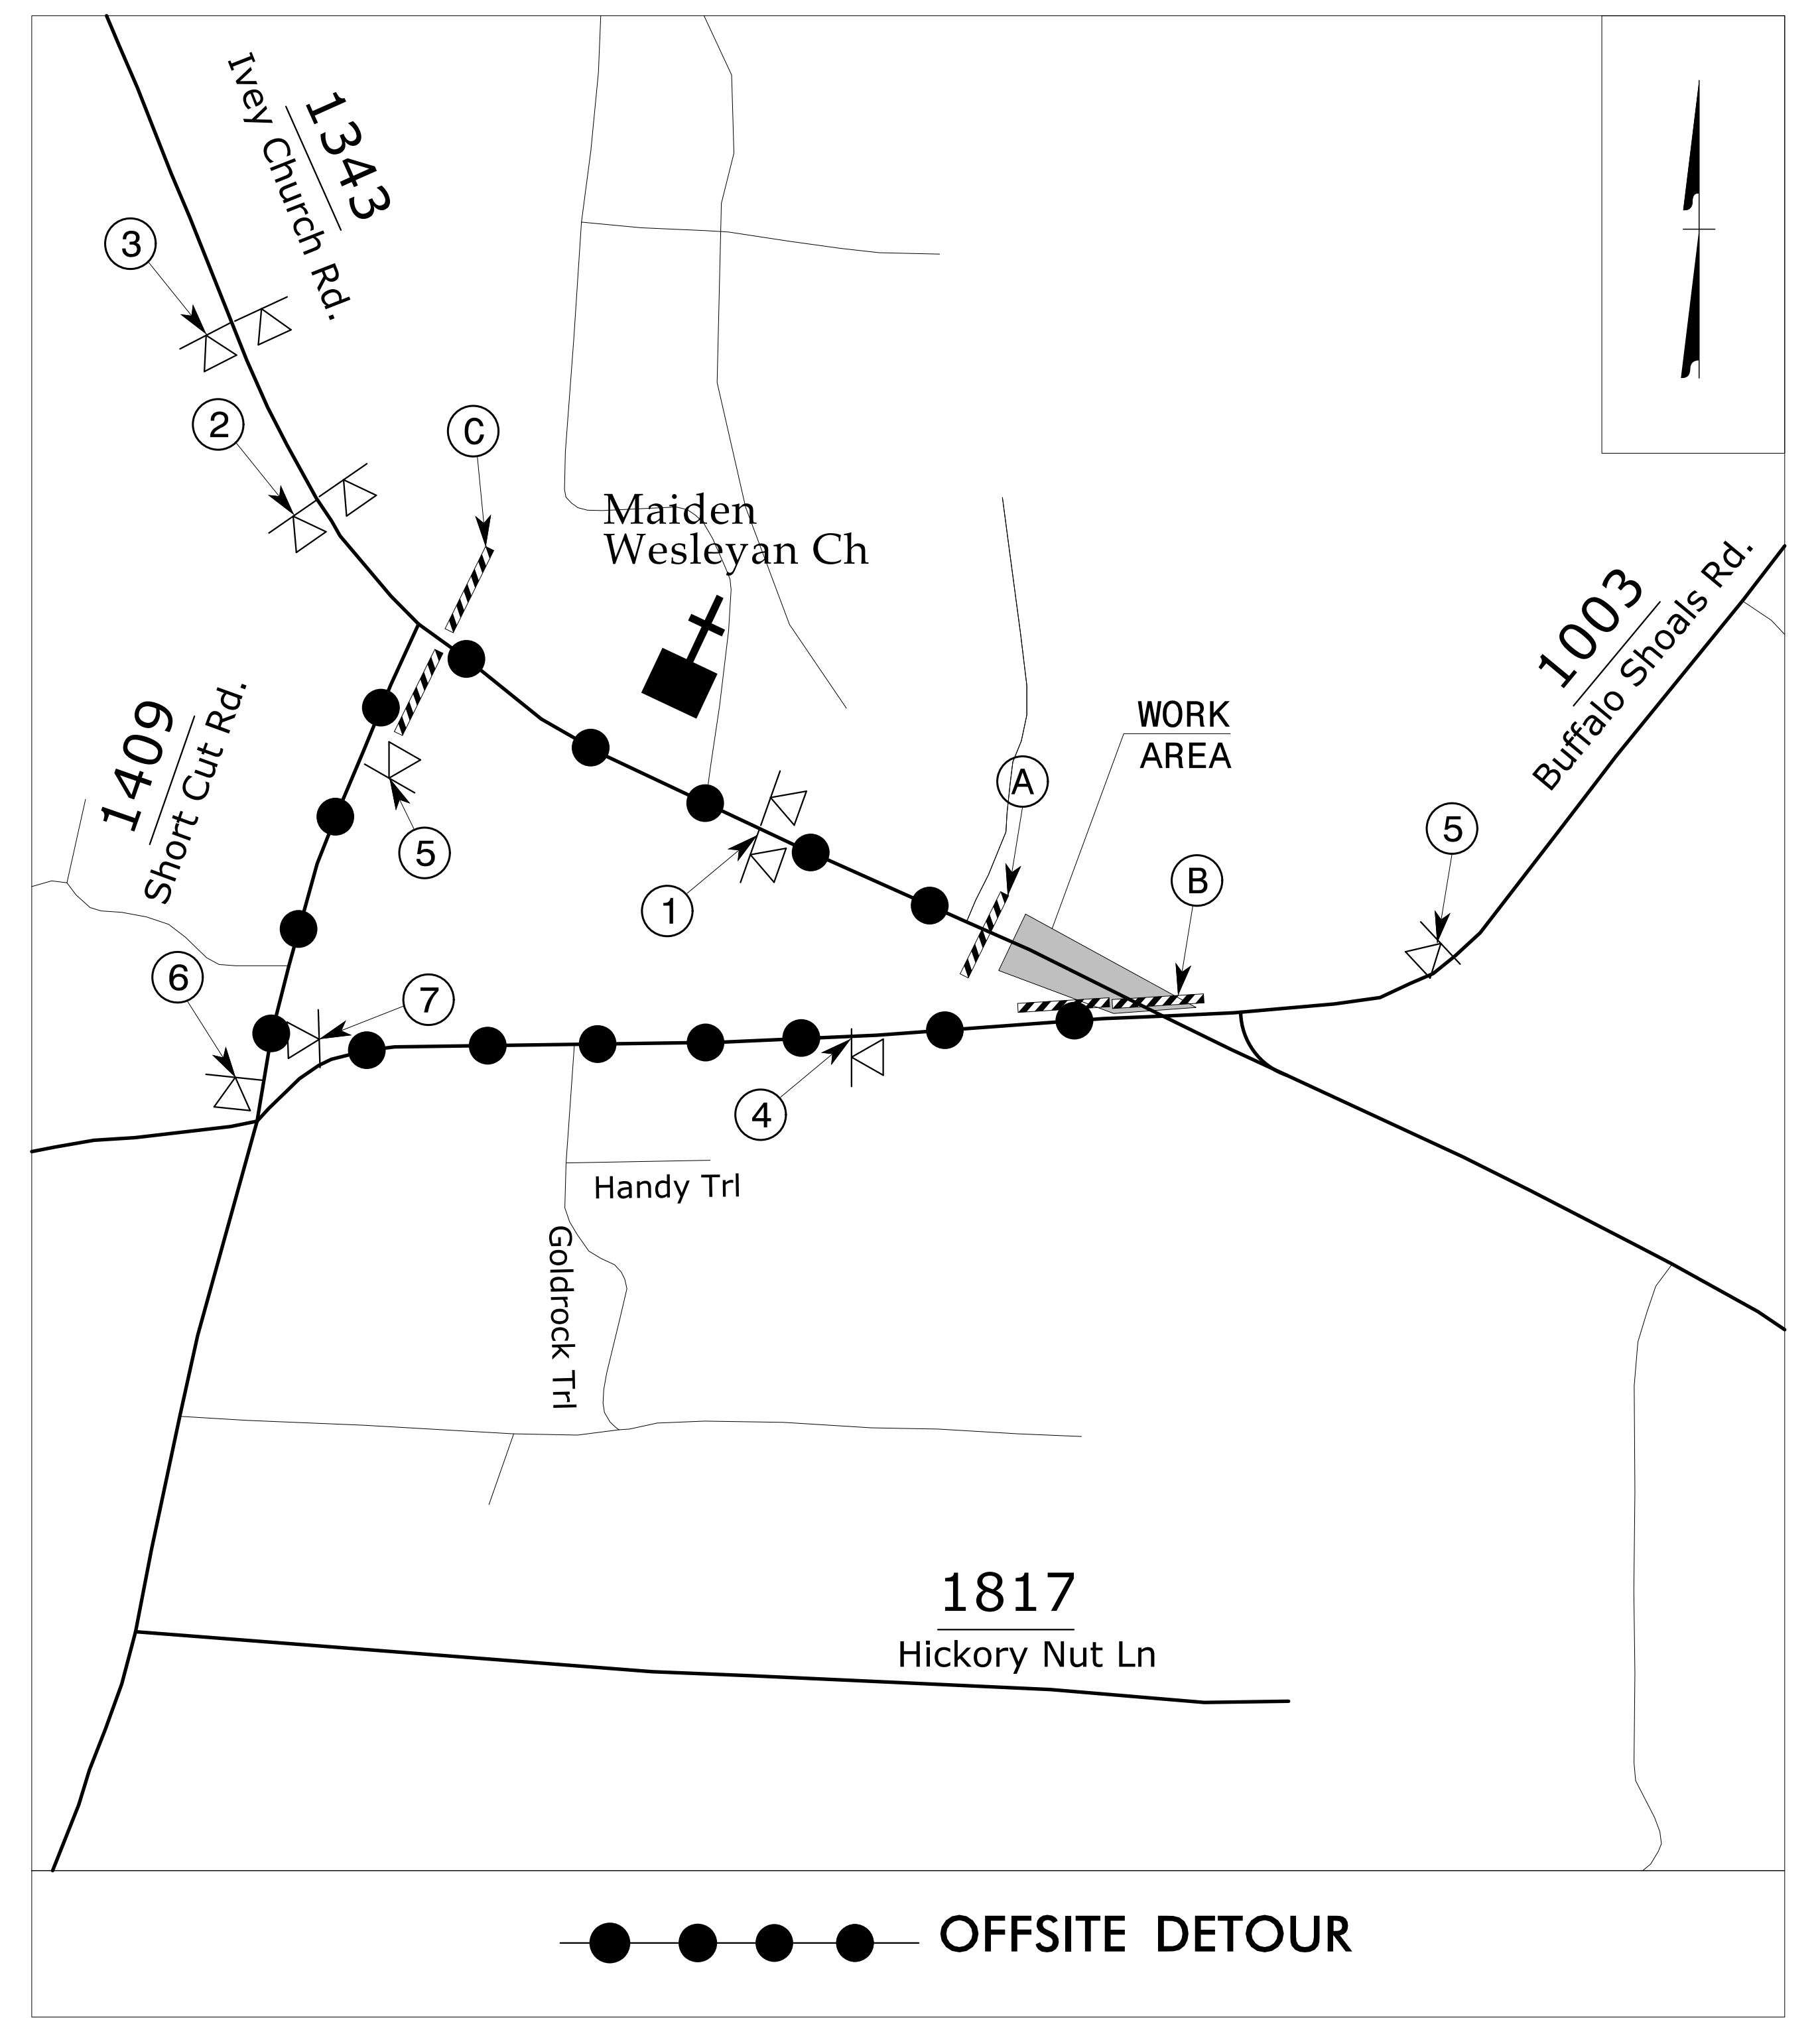 1343
Ivey Church Rd.
3
2
C
Maiden
Wesleyan Ch
1003
Buffalo Shoals Rd.
1409
Short Cut Rd.
WORK
AREA
A
5
5
B
1
6
7
4
Handy Trl
Goldrock Trl
1817
Hickory Nut Ln
OFFSITE DETOUR